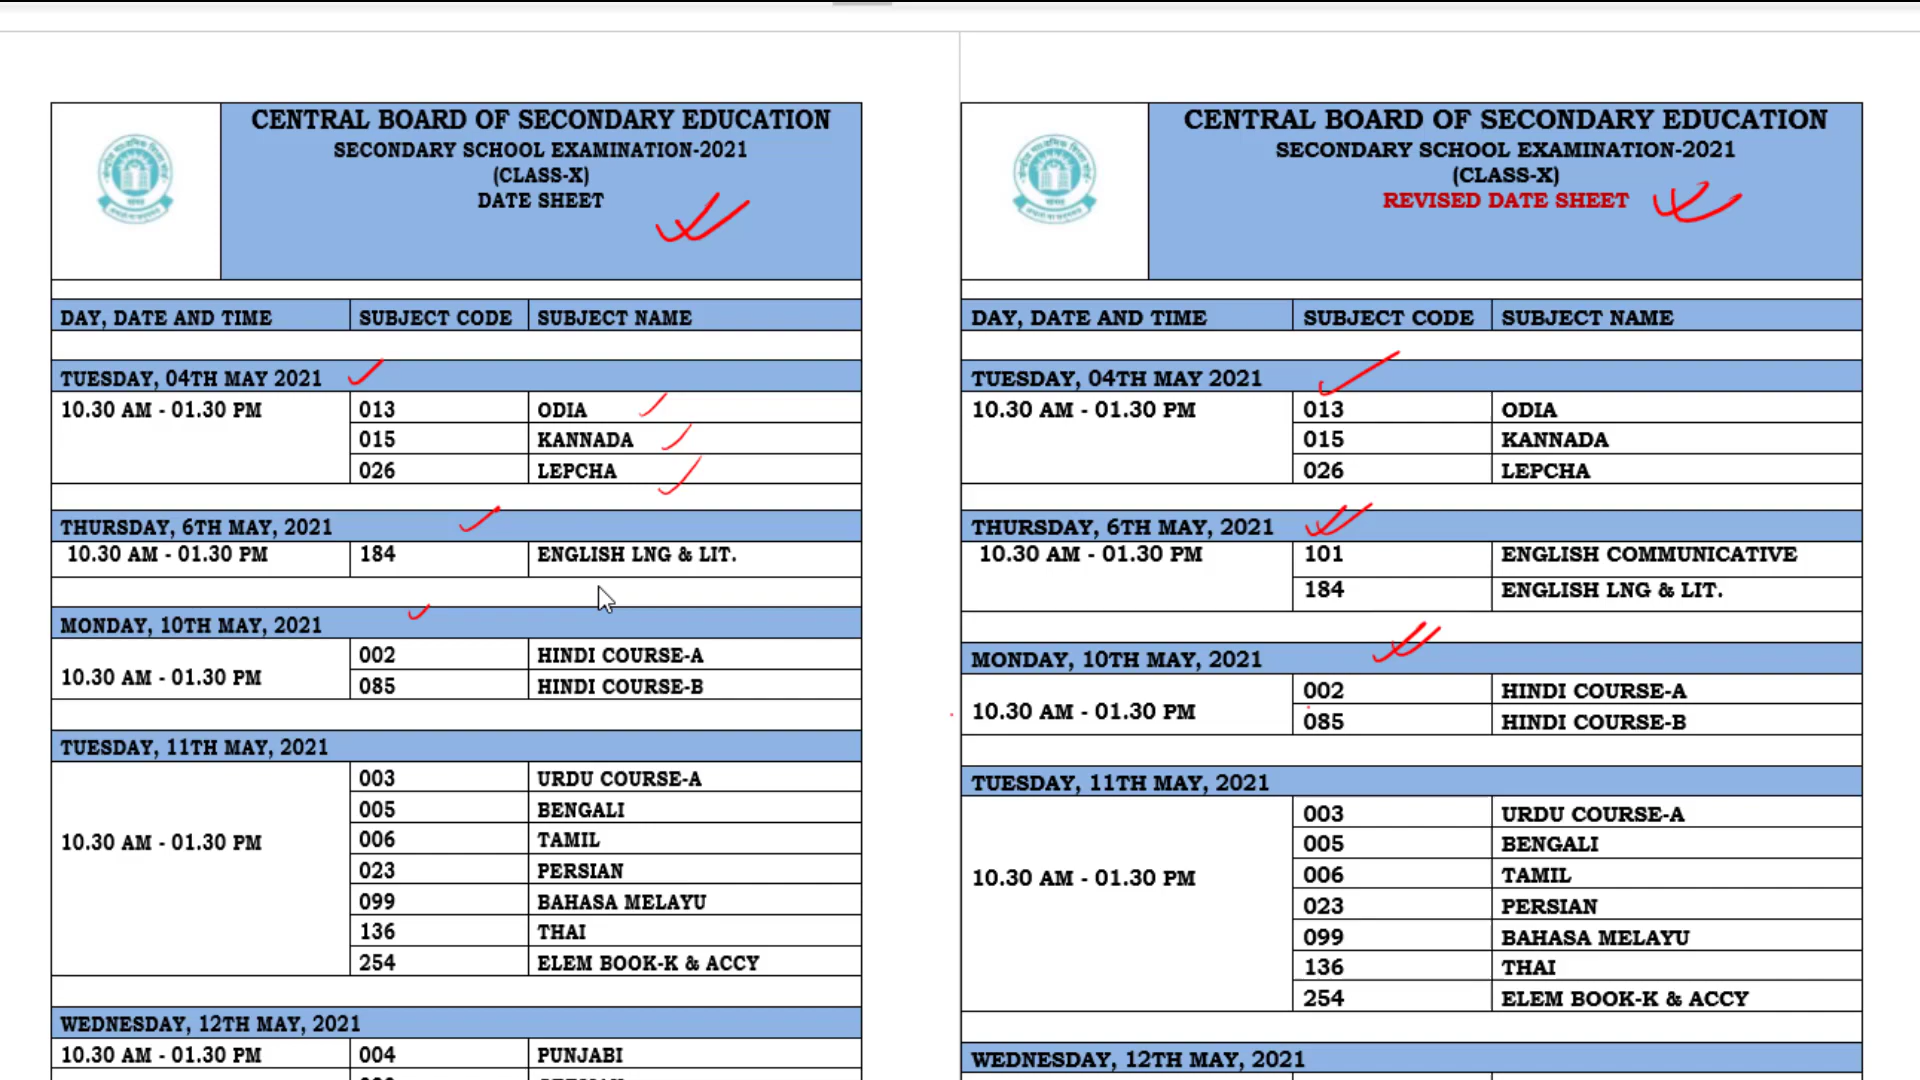 CENTRAL BOARD OF SECONDARY EDUCATION
SECONDARY SCHOOL EXAMINATION-2021
(CLASS-X)
DATE SHEET
DAY, DATE AND TIME SUBJECT CODE SUBJECT NAME
TUESDAY, 04TH MAY 2021
10.30 AM - 01.30 PM 013 ODIA
015 KANNADA
026 LEPCHA
THURSDAY, 6TH MAY, 2021
10.30 AM - 01.30 PM 184 ENGLISH LNG & LIT.
MONDAY, 10TH MAY, 2021
10.30 AM - 01.30 PM
002 HINDI COURSE-A
085 HINDI COURSE-B
TUESDAY, 11TH MAY, 2021
10.30 AM - 01.30 PM
003 URDU COURSE-A
005 BENGALI
006 TAMIL
023 PERSIAN
099 BAHASA MELAYU
136 THAI
254 ELEM BOOK-K & ACCY
WEDNESDAY, 12TH MAY, 2021
10.30 AM - 01.30 PM 004 PUNJABI
CENTRAL BOARD OF SECONDARY EDUCATION
SECONDARY SCHOOL EXAMINATION-2021
(CLASS-X)
REVISED DATE SHEET
DAY, DATE AND TIME SUBJECT CODE SUBJECT NAME
TUESDAY, 04TH MAY 2021
10.30 AM - 01.30 PM 013 ODIA
015 KANNADA
026 LEPCHA
THURSDAY, 6TH MAY, 2021
10.30 AM - 01.30 PM 101 ENGLISH COMMUNICATIVE
184 ENGLISH LNG & LIT.
MONDAY, 10TH MAY, 2021
10.30 AM - 01.30 PM
002 HINDI COURSE-A
085 HINDI COURSE-B
TUESDAY, 11TH MAY, 2021
10.30 AM - 01.30 PM
003 URDU COURSE-A
005 BENGALI
006 TAMIL
023 PERSIAN
099 BAHASA MELAYU
136 THAI
254 ELEM BOOK-K & ACCY
WEDNESDAY, 12TH MAY, 2021